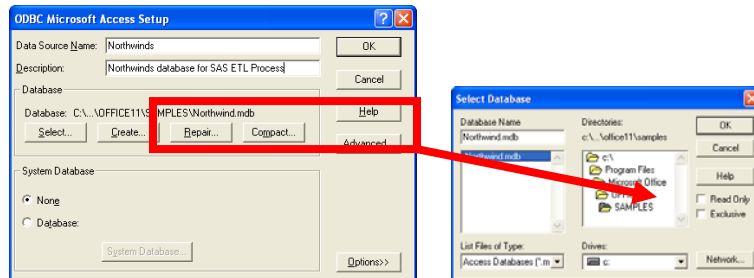 ODBC Microsoft Access Setup
Data Source Name: Northwinds
OK
Description: Northwinds database for SAS ETL Process
Cancel
Database
Database: C:\...\OFFICE11\SAMPLES\Northwind.mdb
Help
Select...
Create...
Repair...
Compact...
Advanced...
System Database
None
Database:
System Database...
Options>>
Select Database
Database Name
Directories:
OK
Northwind.mdb
c:\...\office11\samples
Cancel
Northwind.mdb
c:\
Program Files
Microsoft Office
Help
SAMPLES
Read Only
Exclusive
List Files of Type:
Drives:
Access Databases (*.m
c:
Network...